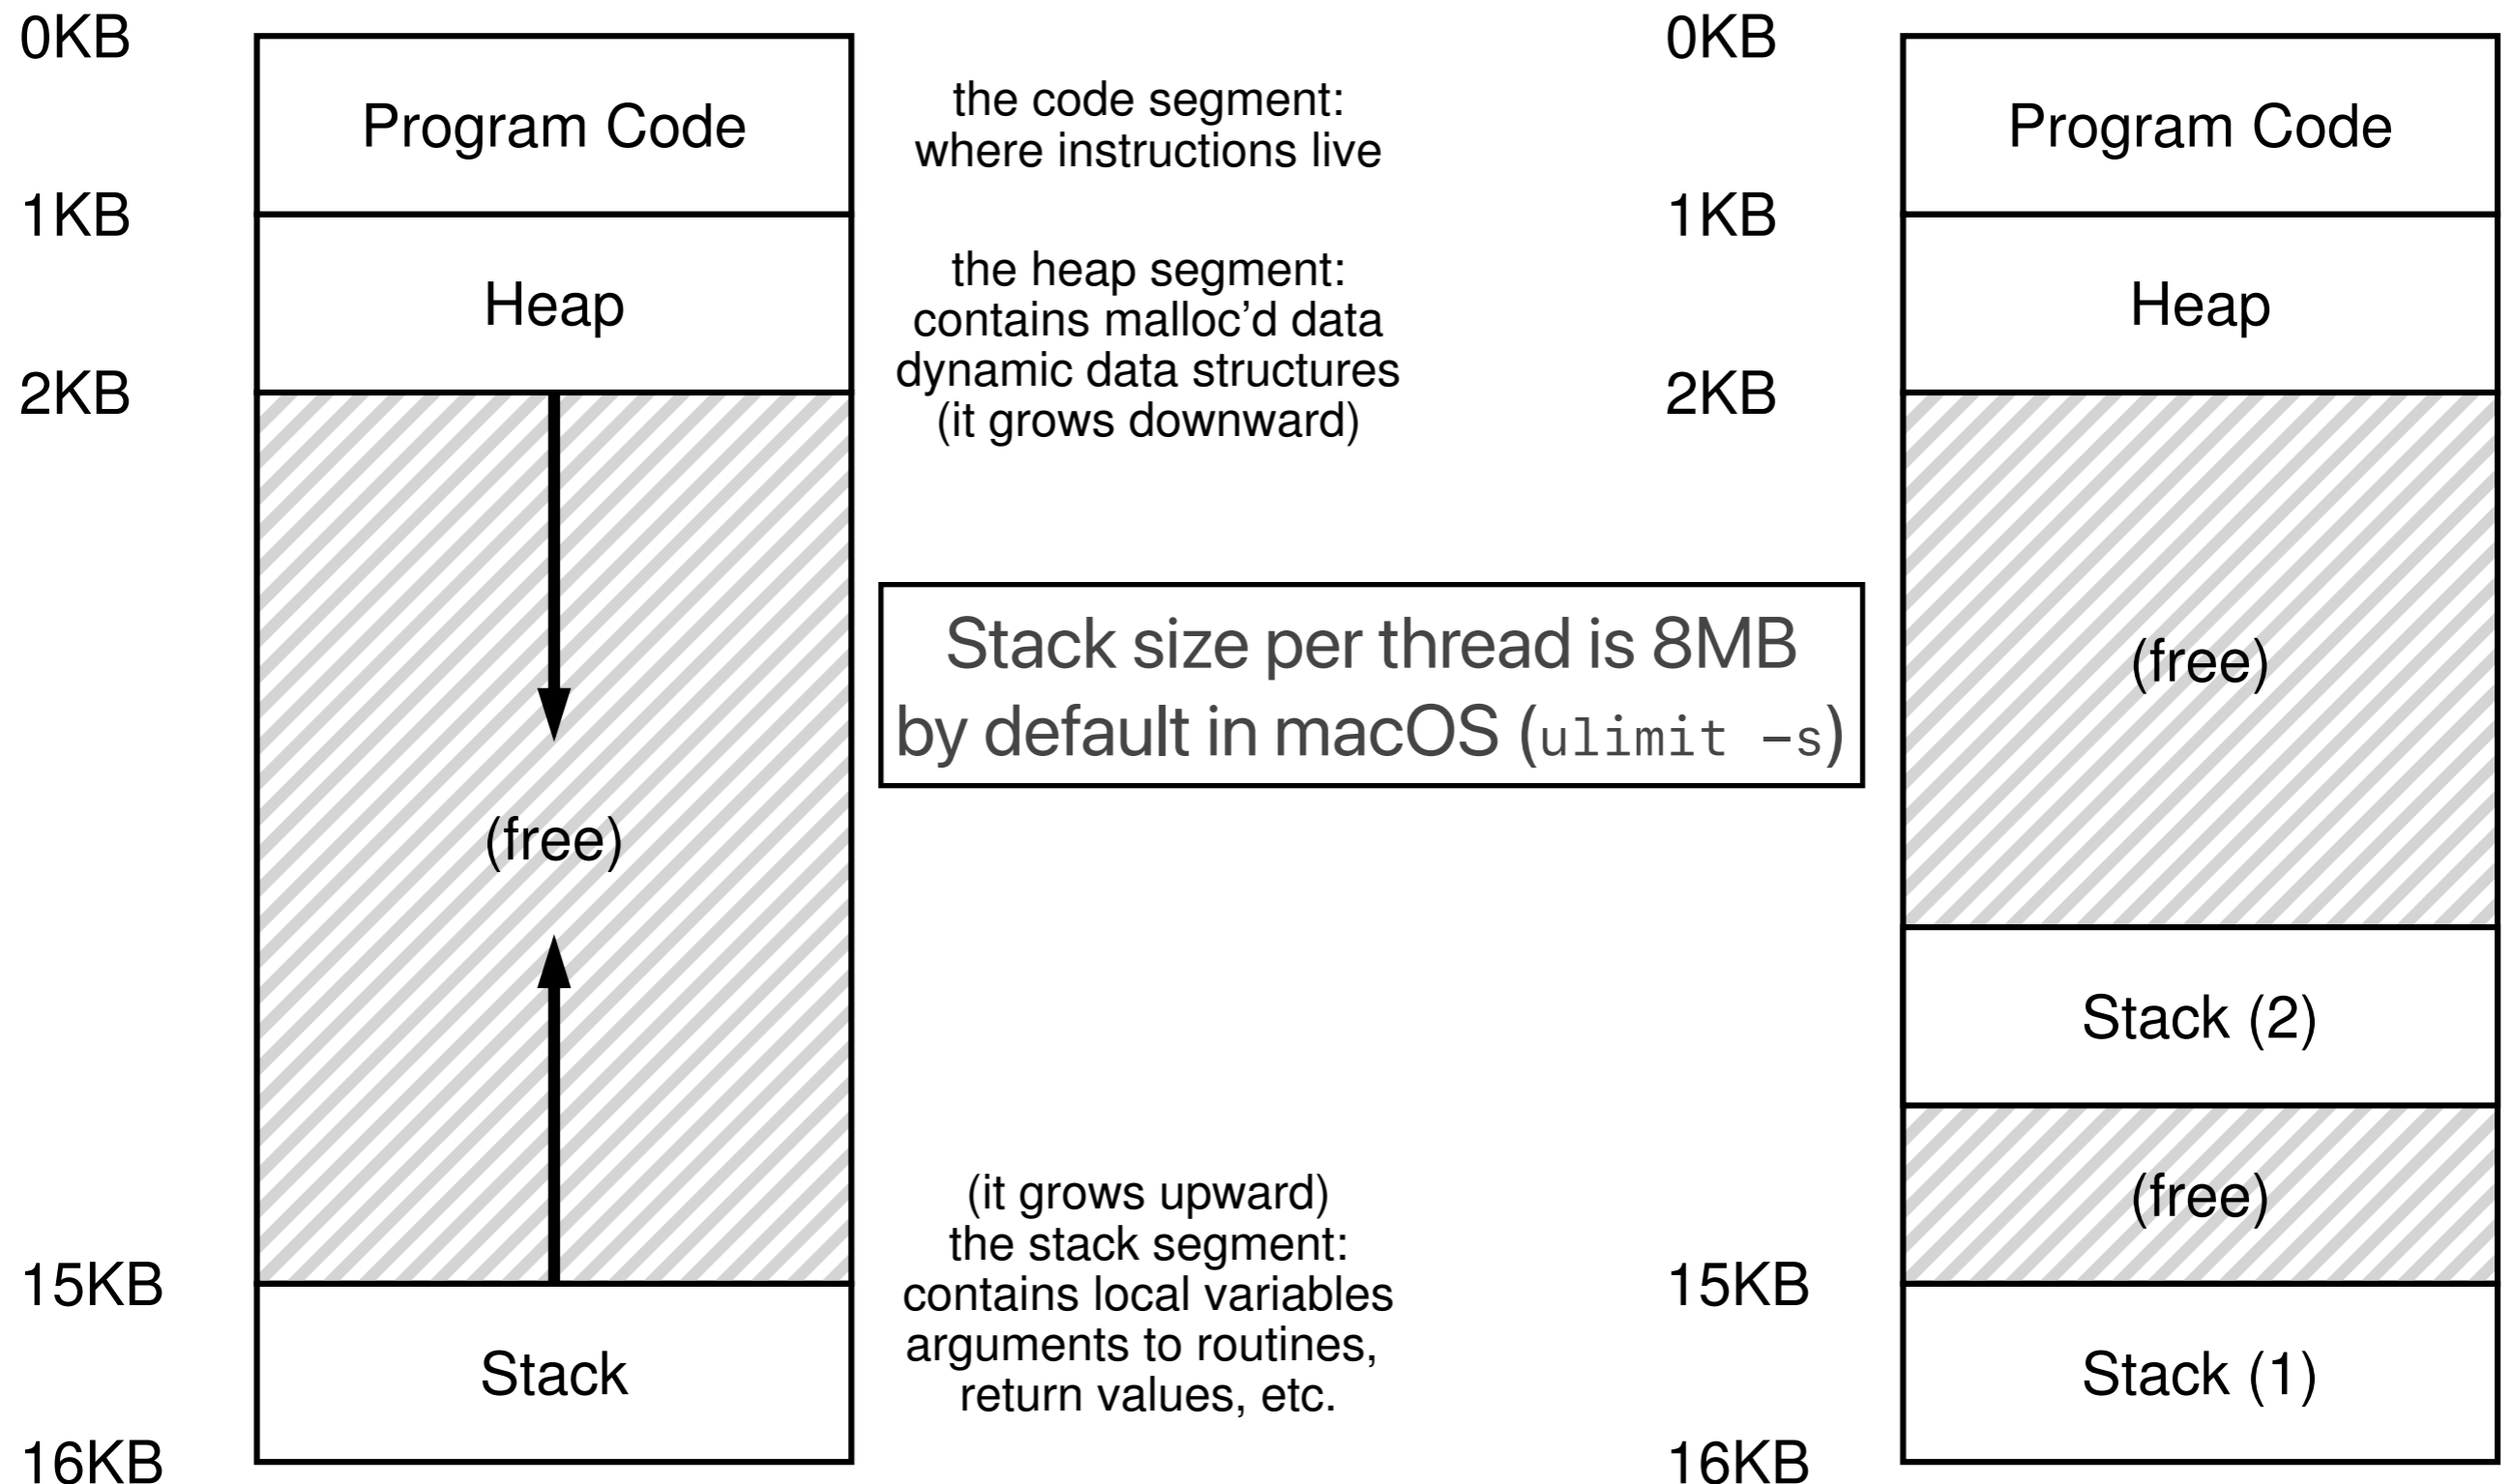 0KB
Program Code
1KB
Heap
2KB
(free)
15KB
Stack
16KB
the code segment:
where instructions live
the heap segment:
contains malloc’d data
dynamic data structures
(it grows downward)
Stack size per thread is 8MB
by default in macOS (ulimit –s)
(it grows upward)
the stack segment:
contains local variables
arguments to routines,
return values, etc.
0KB
Program Code
1KB
Heap
2KB
(free)
Stack (2)
(free)
15KB
Stack (1)
16KB